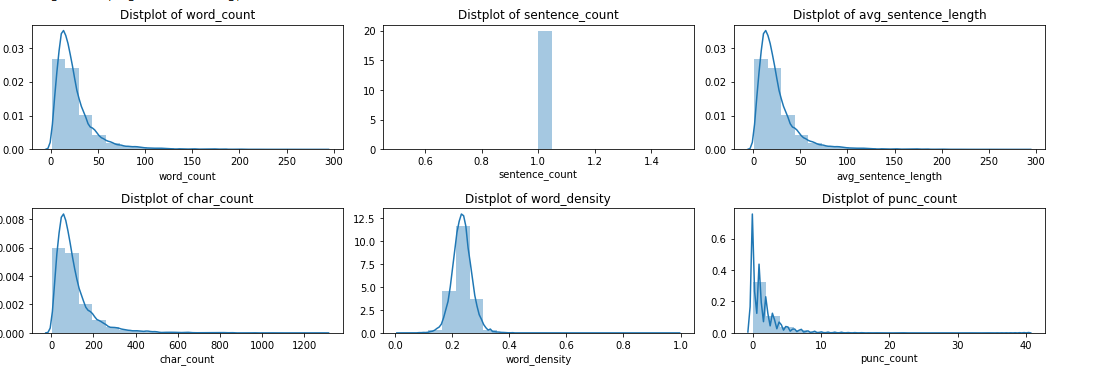 Distplot of word_count
Distplot of sentence_count
Distplot of avg_sentence_length
0.03
0.02
0.01
0.00
20
15
10
5
0
0.03
0.02
0.01
0.00
0 50 100 150 200 250 300
0.6 0.8 1.0 1.2 1.4
0 50 100 150 200 250 300
word_count
sentence_count
avg_sentence_length
Distplot of char_count
Distplot of word_density
Distplot of punc_count
0.008
0.006
0.004
0.002
0.000
12.5
10.0
7.5
5.0
2.5
0.0
0.6
0.4
0.2
0.0
0 200 400 600 800 1000 1200
0.0 0.2 0.4 0.6 0.8 1.0
0 10 20 30 40
char_count
word_density
punc_count